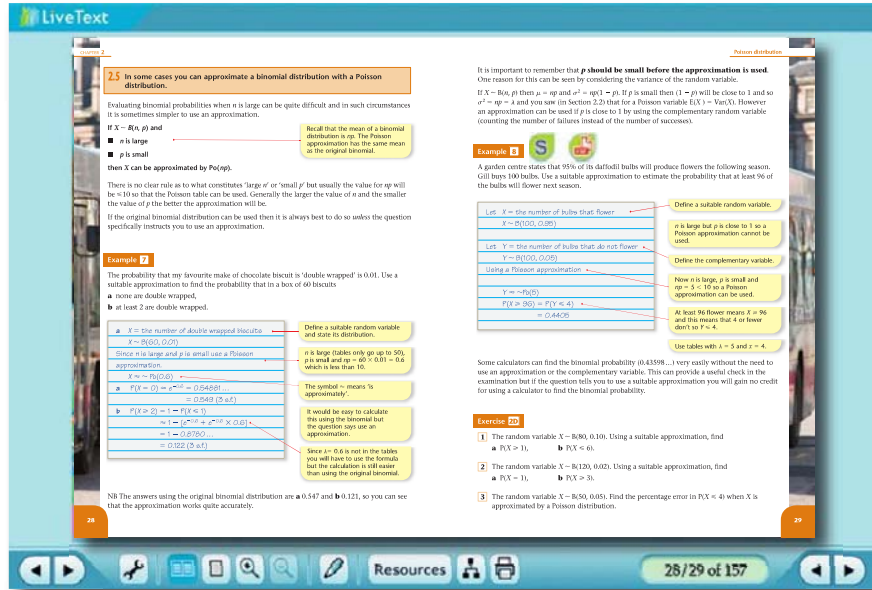 LiveText
CHAPTER 2
2.5 In some cases you can approximate a binomial distribution with a Poisson
distribution.
Evaluating binomial probabilities when n is large can be quite difficult and in such circumstances
it is sometimes simpler to use an approximation.
If X ~ B(n, p) and
■ n is large
■ p is small
then X can be approximated by Po(np).
Recall that the mean of a binomial
distribution is np. The Poisson
approximation has the same mean
as the original binomial.
There is no clear rule as to what constitutes 'large n' or 'small p' but usually the value for np will
be ≤10 so that the Poisson table can be used. Generally the larger the value of n and the smaller
the value of p the better the approximation will be.
If the original binomial distribution can be used then it is always best to do so unless the question
specifically instructs you to use an approximation.
Example 7
The probability that my favourite make of chocolate biscuit is 'double wrapped' is 0.01. Use a
suitable approximation to find the probability that in a box of 60 biscuits
a none are double wrapped,
b at least 2 are double wrapped.
a X = the number of double wrapped biscuits
X ~ B(60, 0.01)
Since n is large and p is small use a Poisson
approximation.
X ≈ ~ Po(0.6)
a P(X = 0) = e⁻⁰·⁶ = 0.54881 ...
= 0.549 (3 s.f.)
b P(X ≥ 2) = 1 − P(X ≤ 1)
≈ 1 − [e⁻⁰·⁶ + e⁻⁰·⁶ × 0.6]
= 1 − 0.8780 ...
= 0.122 (3 s.f.)
Define a suitable random variable
and state its distribution.
n is large (tables only go up to 50),
p is small and np = 60 × 0.01 = 0.6
which is less than 10.
The symbol ≈ means 'is
approximately'.
It would be easy to calculate
this using the binomial but
the question says use an
approximation.
Since λ = 0.6 is not in the tables
you will have to use the formula
but the calculation is still easier
than using the original binomial.
NB The answers using the original binomial distribution are a 0.547 and b 0.121, so you can see
that the approximation works quite accurately.
28
Poisson distribution
It is important to remember that p should be small before the approximation is used.
One reason for this can be seen by considering the variance of the random variable.
If X ~ B(n, p) then μ = np and σ² = np(1 − p). If p is small then (1 − p) will be close to 1 and so
σ² ≈ np = λ and you saw (in Section 2.2) that for a Poisson variable E(X) = Var(X). However
an approximation can be used if p is close to 1 by using the complementary random variable
(counting the number of failures instead of the number of successes).
Example 8
S
A garden centre states that 95% of its daffodil bulbs will produce flowers the following season.
Gill buys 100 bulbs. Use a suitable approximation to estimate the probability that at least 96 of
the bulbs will flower next season.
Let X = the number of bulbs that flower
X ~ B(100, 0.95)
Let Y = the number of bulbs that do not flower
Y ~ B(100, 0.05)
Using a Poisson approximation
Y ≈ ~Po(5)
P(X ≥ 96) = P(Y ≤ 4)
= 0.4405
Define a suitable random variable.
n is large but p is close to 1 so a
Poisson approximation cannot be
used.
Define the complementary variable.
Now n is large, p is small and
np = 5 < 10 so a Poisson
approximation can be used.
At least 96 flower means X ≥ 96
and this means that 4 or fewer
don't so Y ≤ 4.
Use tables with λ = 5 and x = 4.
Some calculators can find the binomial probability (0.43598...) very easily without the need to
use an approximation or the complementary variable. This can provide a useful check in the
examination but if the question tells you to use a suitable approximation you will gain no credit
for using a calculator to find the binomial probability.
Exercise 2D
1 The random variable X ~ B(80, 0.10). Using a suitable approximation, find
a P(X ≥ 1), b P(X ≤ 6).
2 The random variable X ~ B(120, 0.02). Using a suitable approximation, find
a P(X = 1), b P(X ≥ 3).
3 The random variable X ~ B(50, 0.05). Find the percentage error in P(X ≤ 4) when X is
approximated by a Poisson distribution.
29
Resources
28/29 of 157